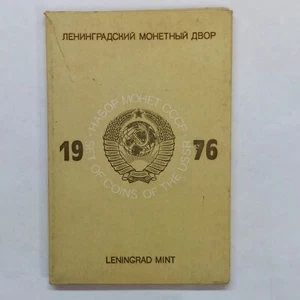 ЛЕНИНГРАДСКИЙ МОНЕТНЫЙ ДВОР
НАБОР МОНЕТ СССР
19 76
SET OF COINS OF THE USSR
LENINGRAD MINT